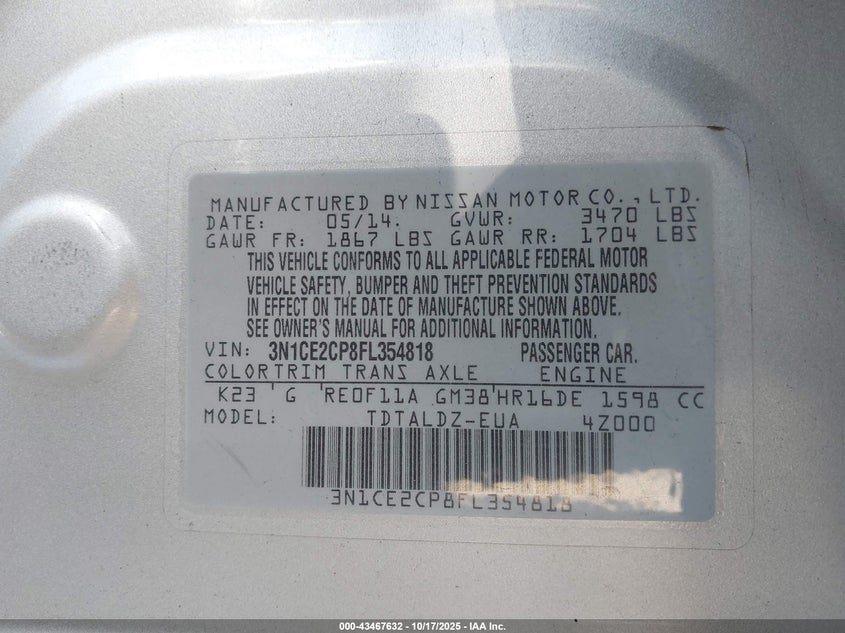 MANUFACTURED BY NISSAN MOTOR CO., LTD.
DATE: 05/14. GVWR: 3470 LBS
GAWR FR: 1867 LBS GAWR RR: 1704 LBS
THIS VEHICLE CONFORMS TO ALL APPLICABLE FEDERAL MOTOR
VEHICLE SAFETY, BUMPER AND THEFT PREVENTION STANDARDS
IN EFFECT ON THE DATE OF MANUFACTURE SHOWN ABOVE.
SEE OWNER'S MANUAL FOR ADDITIONAL INFORMATION.
VIN: 3N1CE2CP8FL354818 PASSENGER CAR.
COLORTRIM TRANS AXLE ENGINE
K23 'G 'RE0F11A GM38'HR16DE 1598 CC
MODEL: TDTALDZ-EUA 4Z000
3N1CE2CP8FL354818
000-43467632 - 10/17/2025 - IAA Inc.